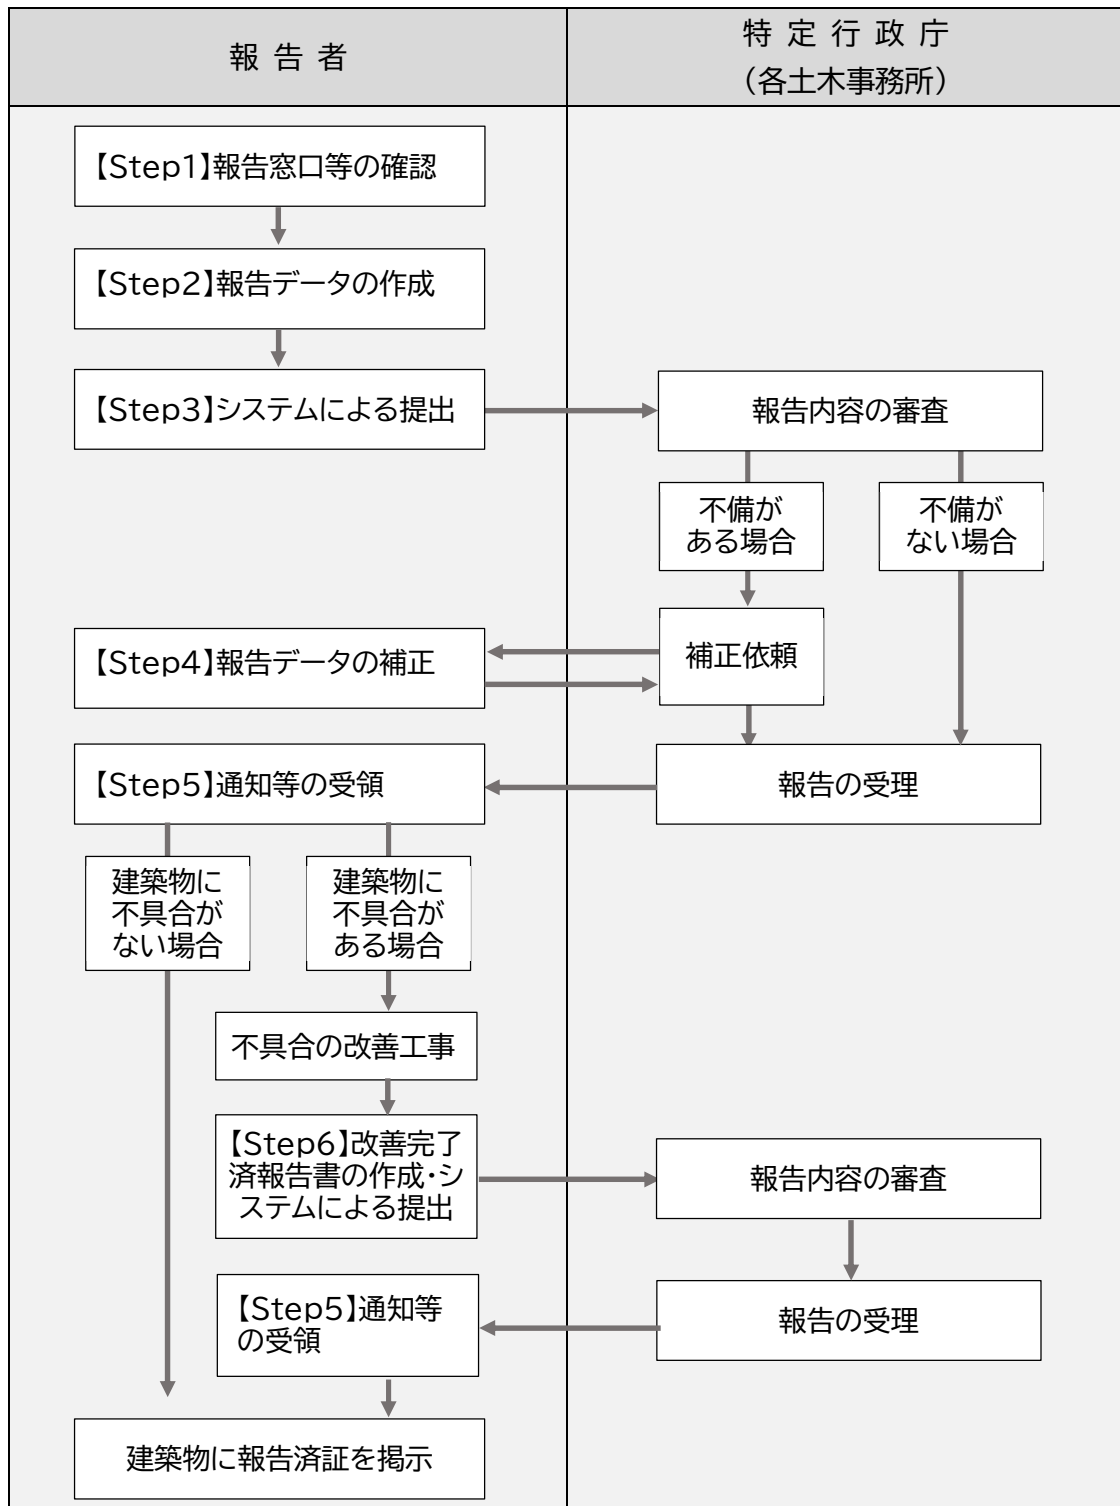 報告者
特定行政庁
（各土木事務所）
【Step1】報告窓口等の確認
【Step2】報告データの作成
【Step3】システムによる提出
報告内容の審査
不備が
ある場合
不備が
ない場合
【Step4】報告データの補正
補正依頼
【Step5】通知等の受領
報告の受理
建築物に
不具合が
ない場合
建築物に
不具合が
ある場合
不具合の改善工事
【Step6】改善完了
済報告書の作成・シ
ステムによる提出
報告内容の審査
【Step5】通知等
の受領
報告の受理
建築物に報告済証を掲示